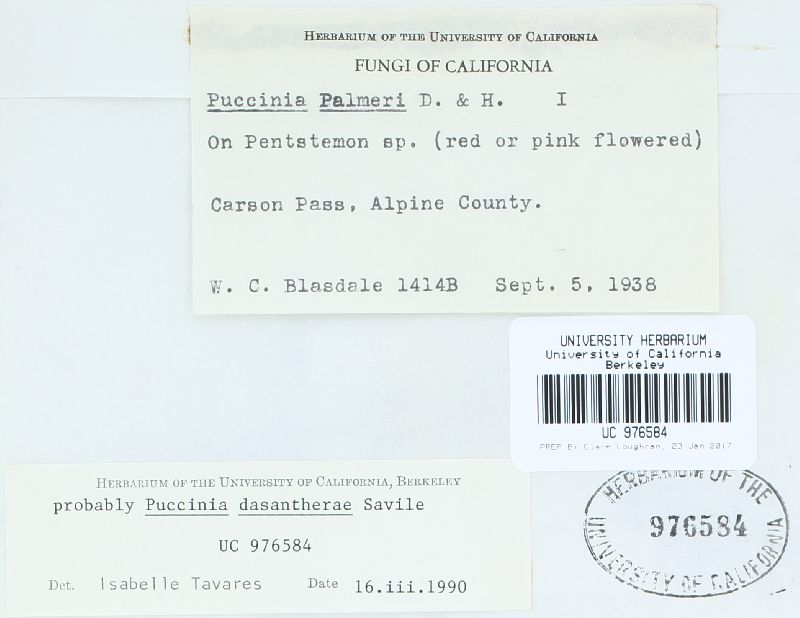 HERBARIUM OF THE UNIVERSITY OF CALIFORNIA
FUNGI OF CALIFORNIA
Puccinia Palmeri D. & H. I
On Pentstemon sp. (red or pink flowered)
Carson Pass, Alpine County.
W. C. Blasdale 1414B Sept. 5, 1938
UNIVERSITY HERBARIUM
University of California
Berkeley
UC 976584
PREP BY Clare Loughran, 23 Jan 2017
HERBARIUM OF THE UNIVERSITY OF CALIFORNIA, BERKELEY
probably Puccinia dasantherae Savile
UC 976584
Det. Isabelle Tavares Date 16.iii.1990
HERBARIUM OF THE
976584
UNIVERSITY OF CALIFORNIA